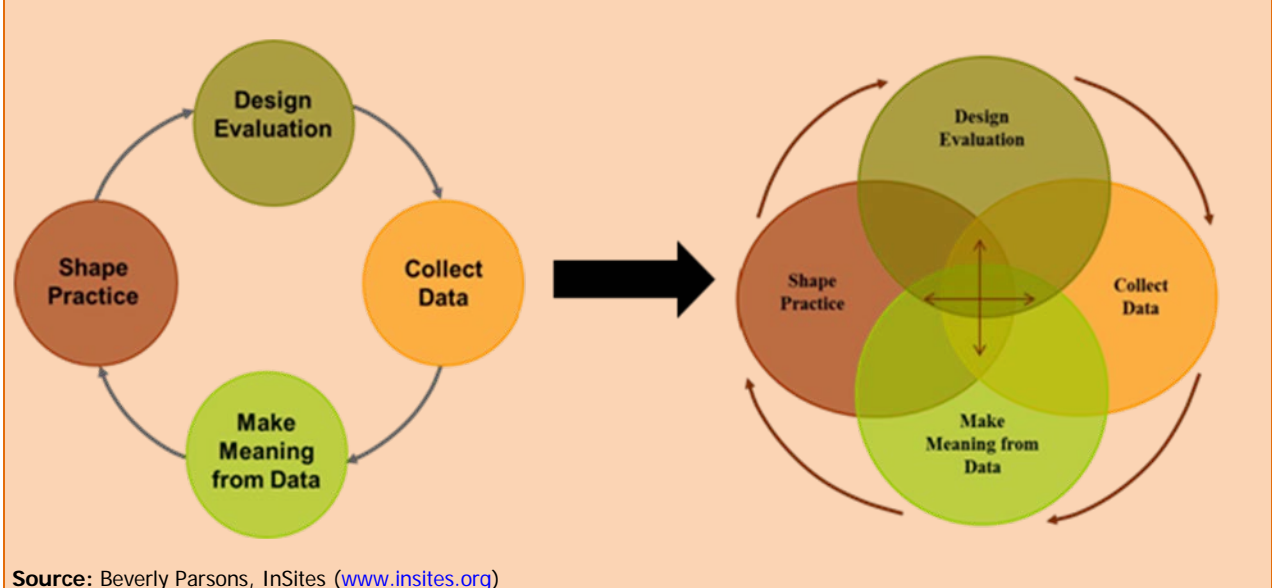 Design
Evaluation
Shape
Practice
Collect
Data
Make
Meaning
from Data
Design
Evaluation
Shape
Practice
Collect
Data
Make
Meaning from
Data
Source: Beverly Parsons, InSites (www.insites.org)